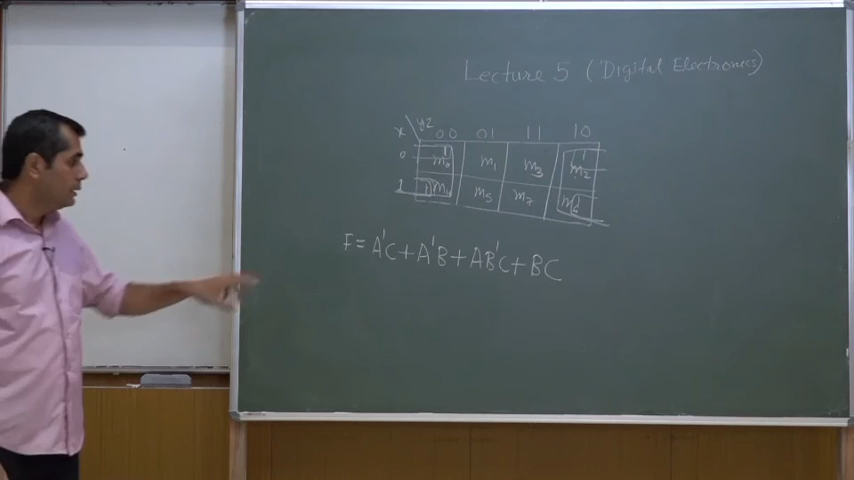 Lecture 5 (Digital Electronics)
x yz 00 01 11 10
0 m0 1 m1 m3 1 m2
1 1 m4 m5 m7 m6 1
F = A'C + A'B + AB'C + BC